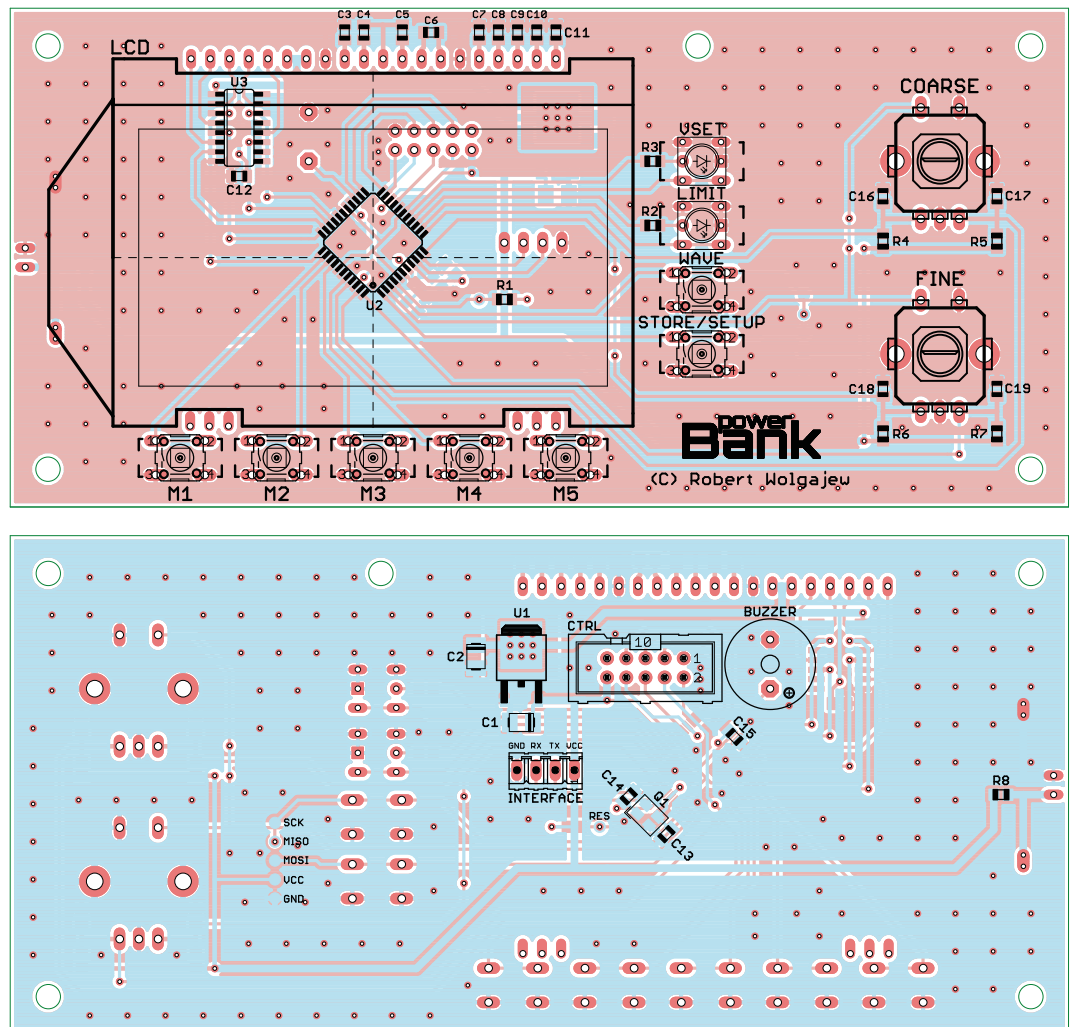 C3 C4 C5 C6 C7 C8 C9 C10 C11
LCD
U3
COARSE
VSET
R3
C12
LIMIT
C16 C17
R2
R4 R5
WAVE
FINE
R1
U2
STORE/SETUP
C18 C19
power
Bank
R6 R7
(C) Robert Wolgajew
M1 M2 M3 M4 M5
U1
BUZZER
CTRL
10
C2
1
2
C1
C15
GND RX TX VCC
INTERFACE
R8
C14
Q1
RES
SCK
MISO
C13
MOSI
VCC
GND